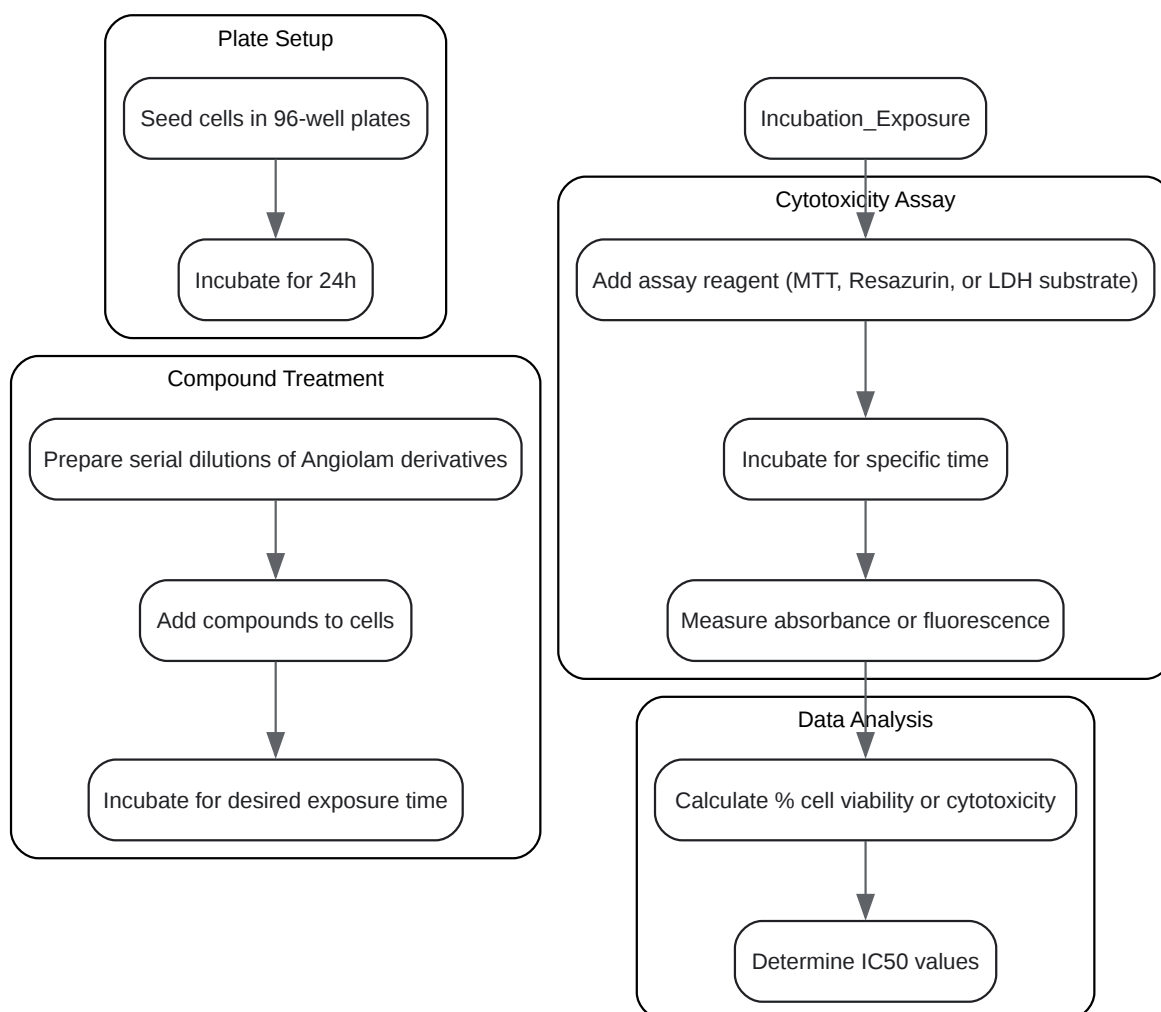 Plate Setup
Seed cells in 96-well plates
Incubate for 24h
Compound Treatment
Prepare serial dilutions of Angiolam derivatives
Add compounds to cells
Incubate for desired exposure time
Incubation_Exposure
Cytotoxicity Assay
Add assay reagent (MTT, Resazurin, or LDH substrate)
Incubate for specific time
Measure absorbance or fluorescence
Data Analysis
Calculate % cell viability or cytotoxicity
Determine IC50 values